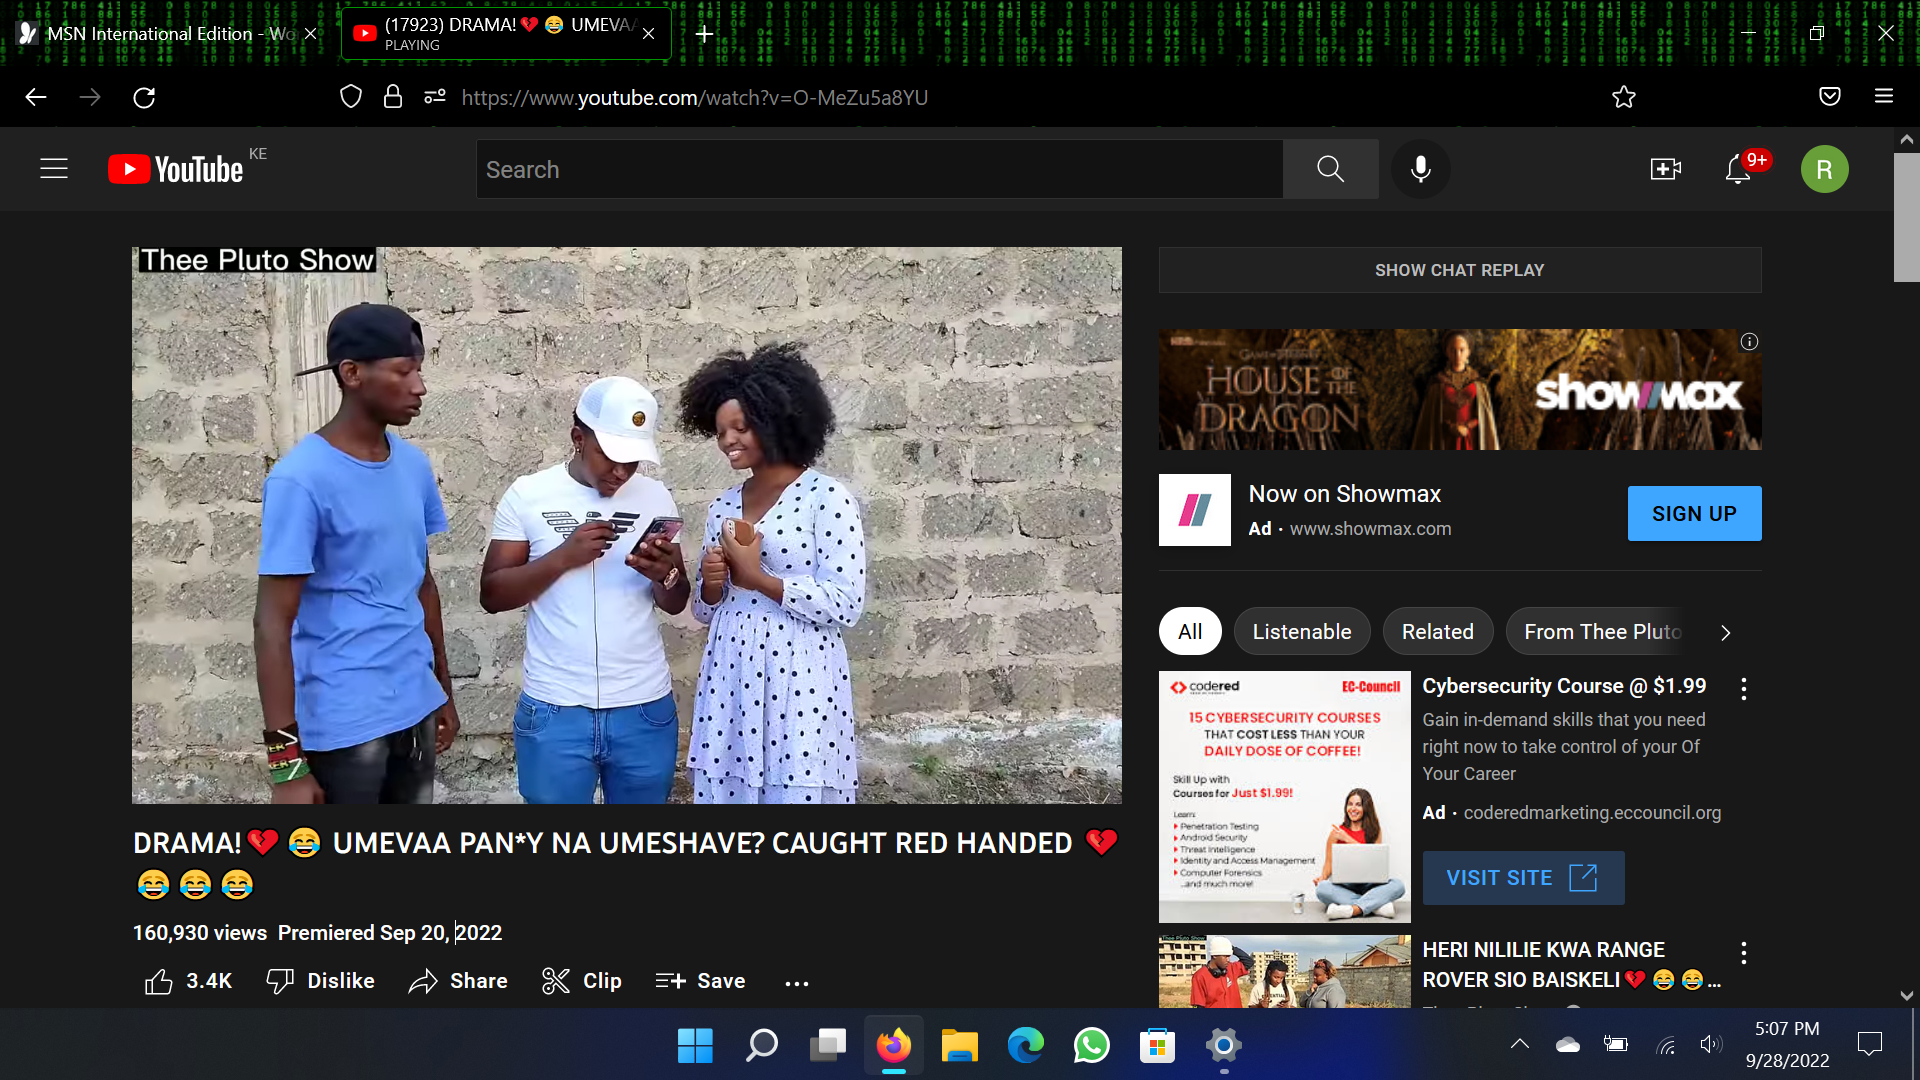 MSN International Edition - Wo
(17923) DRAMA!💔😂 UMEVAA
PLAYING
https://www.youtube.com/watch?v=O-MeZu5a8YU
YouTube KE
Search
9+
R
Thee Pluto Show
SHOW CHAT REPLAY
GAME OF THRONES
HOUSE OF THE DRAGON
showmax
Now on Showmax
Ad · www.showmax.com
SIGN UP
All
Listenable
Related
From Thee Pluto
codered
EC-Council
15 CYBERSECURITY COURSES
THAT COST LESS THAN YOUR
DAILY DOSE OF COFFEE!
Skill Up with
Courses for Just $1.99!
Learn:
Penetration Testing
Android Security
Threat Intelligence
Identity and Access Management
Computer Forensics
...and much more!
Cybersecurity Course @ $1.99
Gain in-demand skills that you need
right now to take control of your Of
Your Career
Ad · coderedmarketing.eccouncil.org
VISIT SITE
DRAMA!💔😂 UMEVAA PAN*Y NA UMESHAVE? CAUGHT RED HANDED 💔
😂😂😂
160,930 views Premiered Sep 20, 2022
3.4K
Dislike
Share
Clip
Save
...
Thee Pluto Show
HERI NILILIE KWA RANGE
ROVER SIO BAISKELI💔😂😂...
5:07 PM
9/28/2022